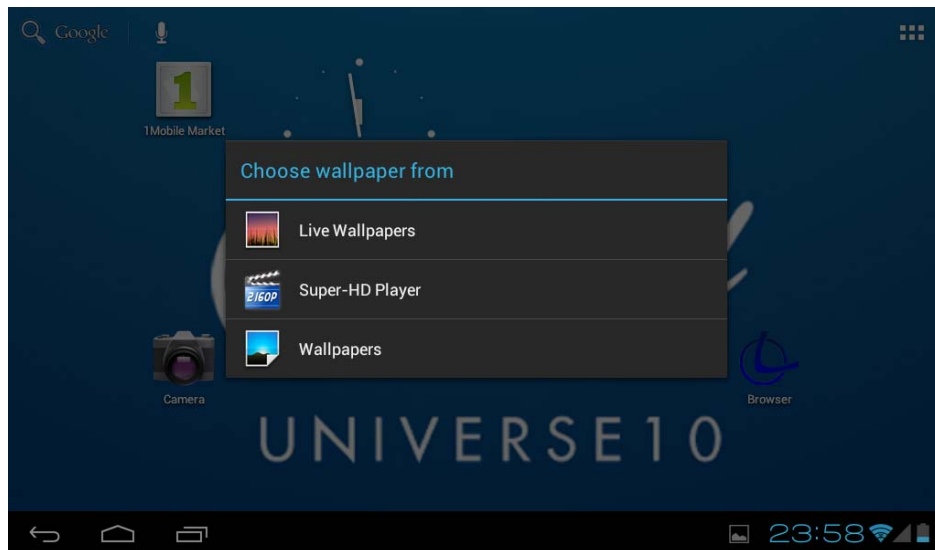 Google
1Mobile Market
Choose wallpaper from
Live Wallpapers
2160P
Super-HD Player
Wallpapers
Camera
Browser
UNIVERSE10
23:58